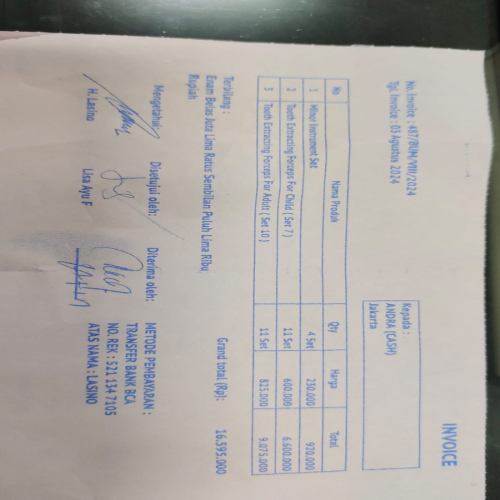 INVOICE
No. Invoice : 487/BUM/VIII/2024
Tgl. Invoice : 03 Agustus 2024
Kepada :
ANDRA (CASH)
Jakarta
No Nama Produk Qty Harga Total
1 Minor Instrument Set 4 Set 230.000 920.000
2 Tooth Extracting Forceps For Child ( Set 7 ) 11 Set 600.000 6.600.000
3 Tooth Extracting Forceps For Adult ( Set 10 ) 11 Set 825.000 9.075.000
Grand total (Rp): 16.595.000
Terbilang :
Enam Belas Juta Lima Ratus Sembilan Puluh Lima Ribu
Rupiah
Mengetahui: Disetujui oleh: Diterima oleh:
H.Lasino Lisa Ayu F
METODE PEMBAYARAN :
TRANSFER BANK BCA
NO. REK : 521 134 7105
ATAS NAMA : LASINO